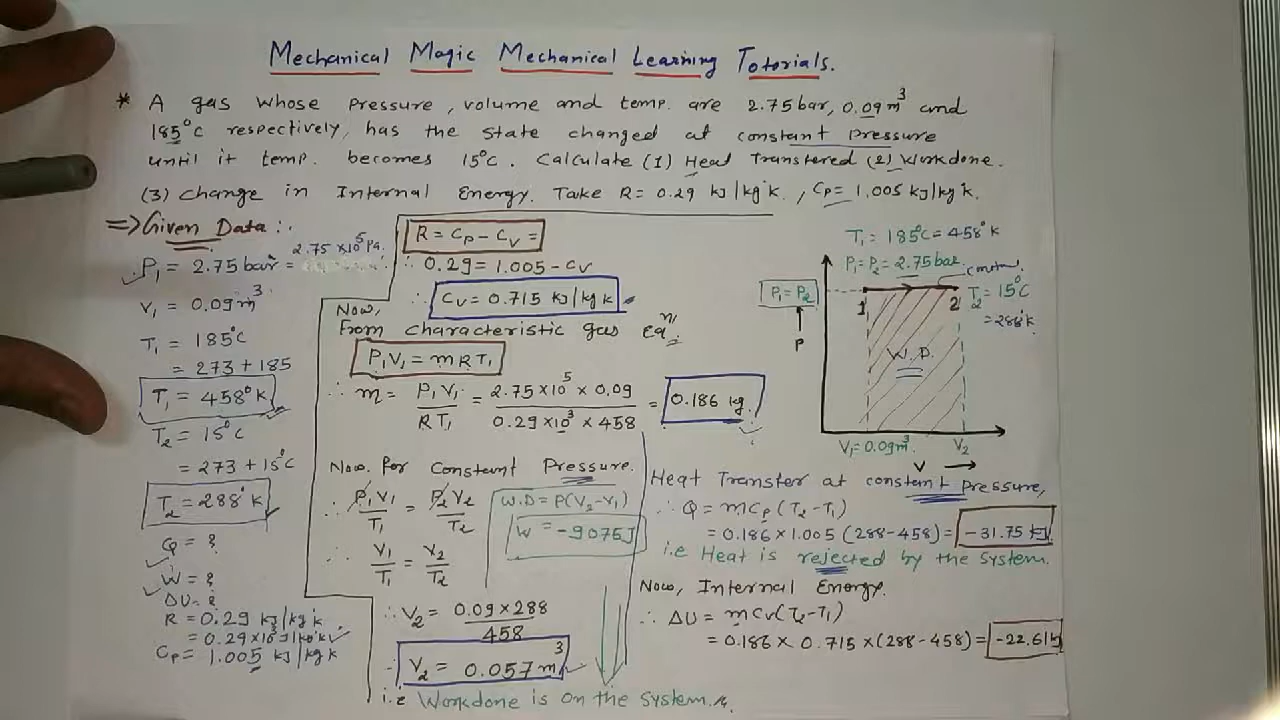 Mechanical Magic Mechanical Learning Totorials.
* A gas whose pressure, volume and temp. are 2.75 bar, 0.09 m³ and
185°C respectively, has the state changed at constant pressure
until it temp. becomes 15°C. Calculate (1) Heat Transfered (2) Workdone.
(3) change in Internal Energy. Take R = 0.29 kJ/kg k., Cp = 1.005 kJ/kg k.
⇒ Given Data :.
P₁ = 2.75 bar = 2.75 × 10⁵ Pa.
V₁ = 0.09 m³
T₁ = 185°C
= 273 + 185
T₁ = 458°K
T₂ = 15°C
= 273 + 15°C
T₂ = 288°K
Q = ?
W = ?
ΔU = ?
R = 0.29 kJ/kg k
= 0.29×10³ J/kg k
Cp = 1.005 kJ/kg k
R = Cp - Cv =
∴ 0.29 = 1.005 - Cv
∴ Cv = 0.715 kJ/kg k
Now,
From characteristic gas eqⁿ.
P₁V₁ = m R T₁
∴ m = P₁V₁ / RT₁ = 2.75 × 10⁵ × 0.09 / 0.29 × 10³ × 458 = 0.186 kg.
Now. For Constant Pressure.
∴ P₁V₁ / T₁ = P₂V₂ / T₂
∴ V₁ / T₁ = V₂ / T₂
∴ V₂ = 0.09 × 288 / 458
∴ V₂ = 0.057 m³
W.D = P(V₂-V₁)
W = -9075 J
i.e Workdone is on the system.
T₁ = 185°C = 458°K
P₁ = P₂ = 2.75 bar.
P₁ = P₂
1
2
T₂ = 15°C
= 288°K
P
W.D.
V₁ = 0.09 m³.
V₂
V
Heat Transfer at constant pressure,
∴ Q = mCp (T₂-T₁)
= 0.186 × 1.005 (288-458) = -31.75 kJ
i.e Heat is rejected by the system.
Now, Internal Energy.
∴ ΔU = mCv(T₂-T₁)
= 0.186 × 0.715 × (288-458) = -22.61 kJ